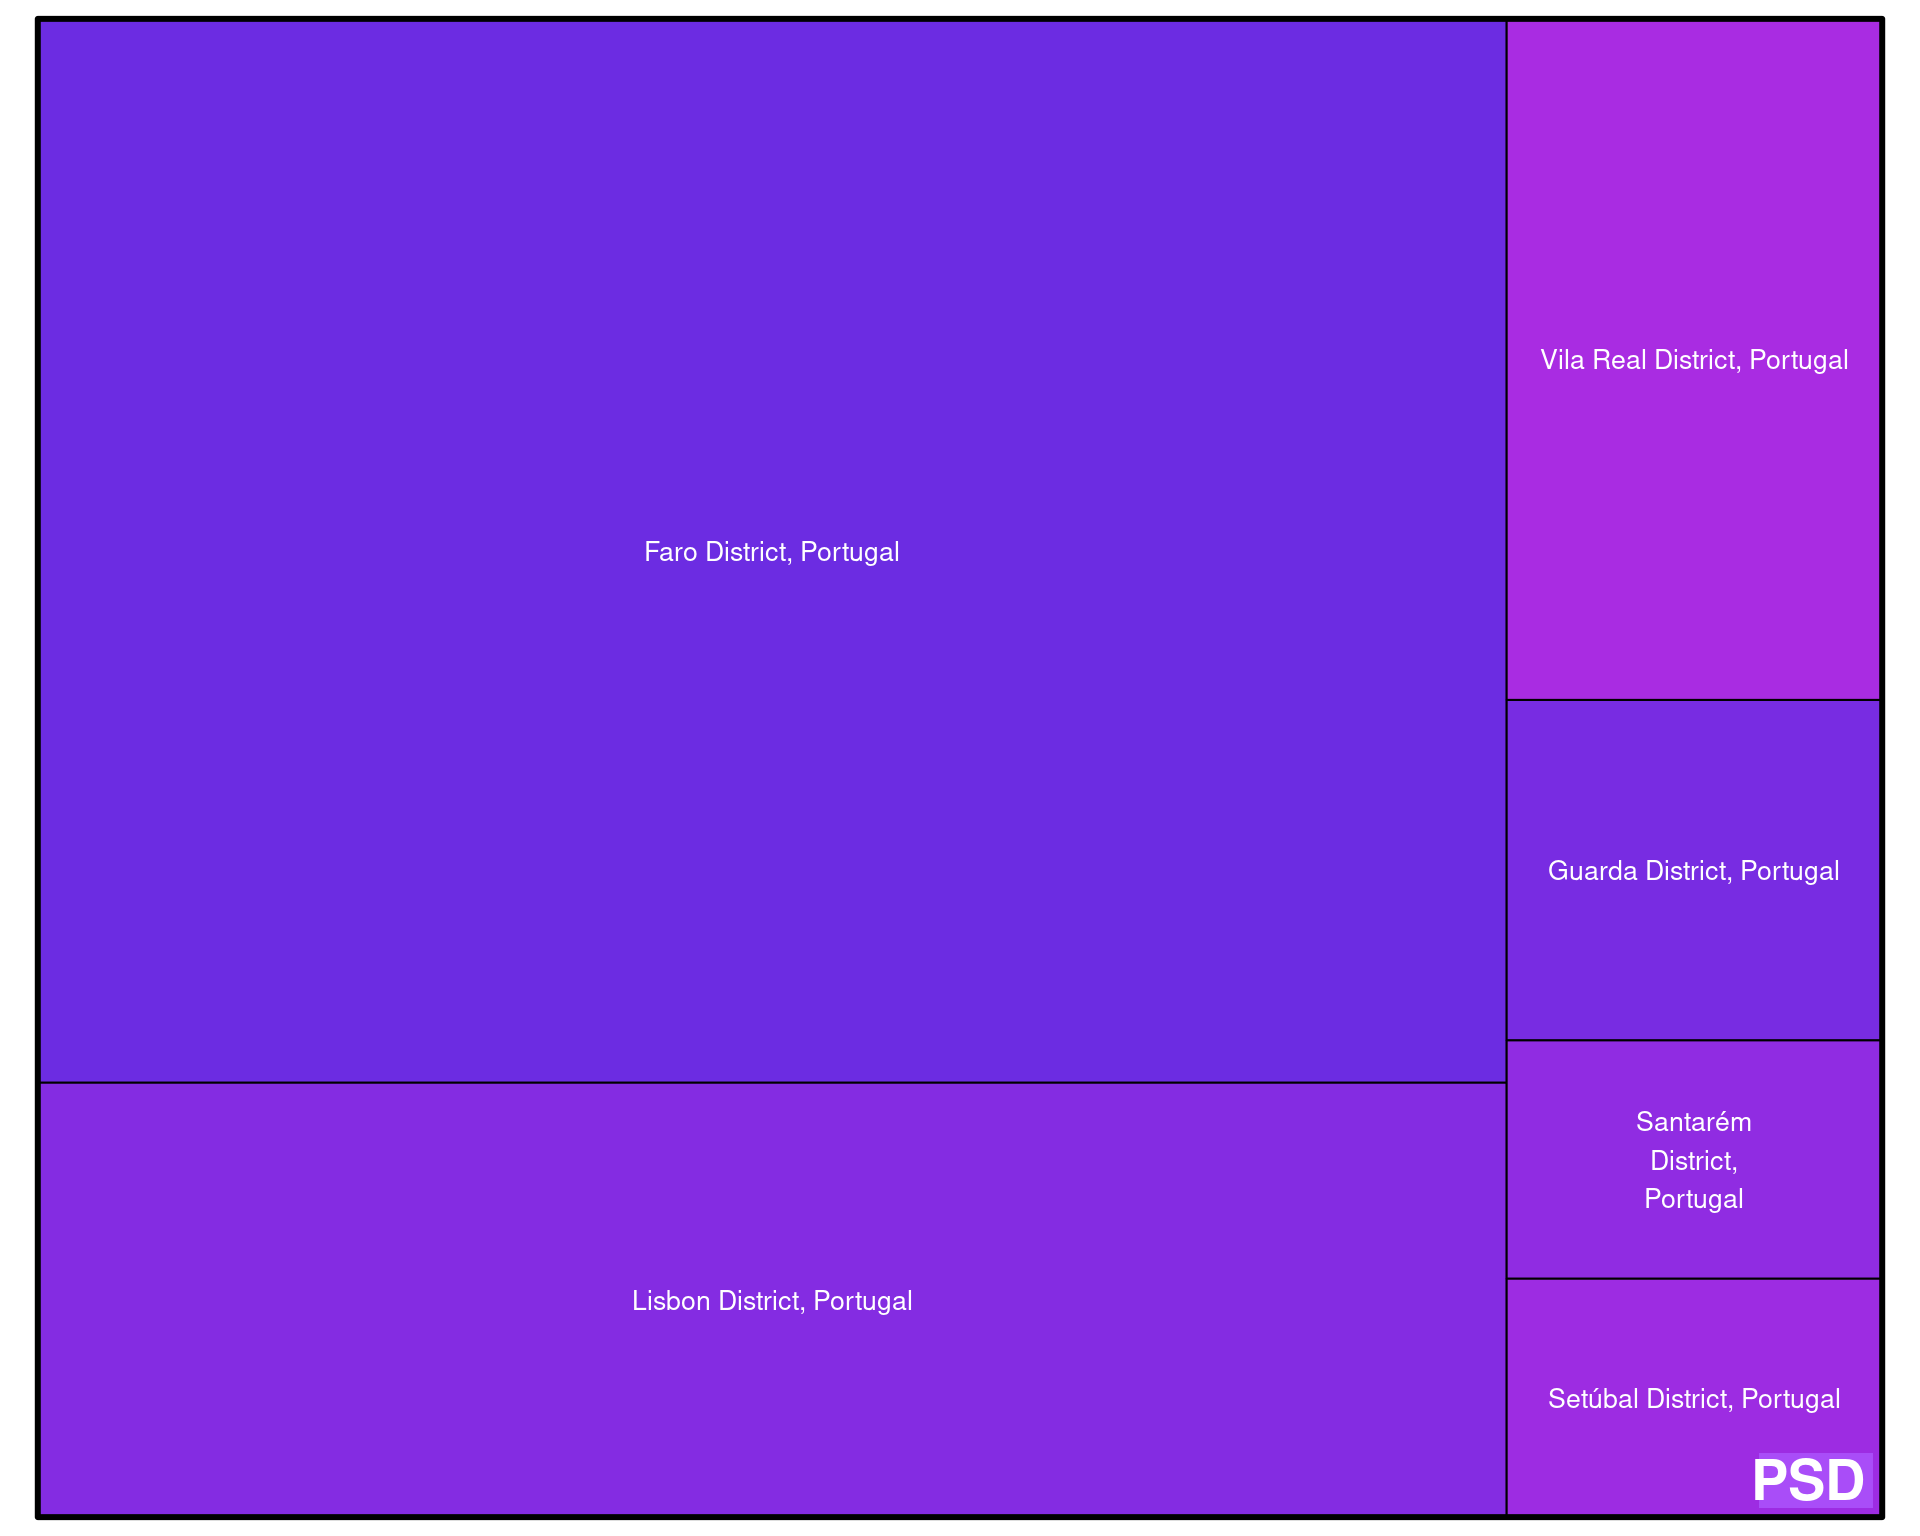 Faro District, Portugal
Lisbon District, Portugal
Vila Real District, Portugal
Guarda District, Portugal
Santarém
District,
Portugal
Setúbal District, Portugal
PSD